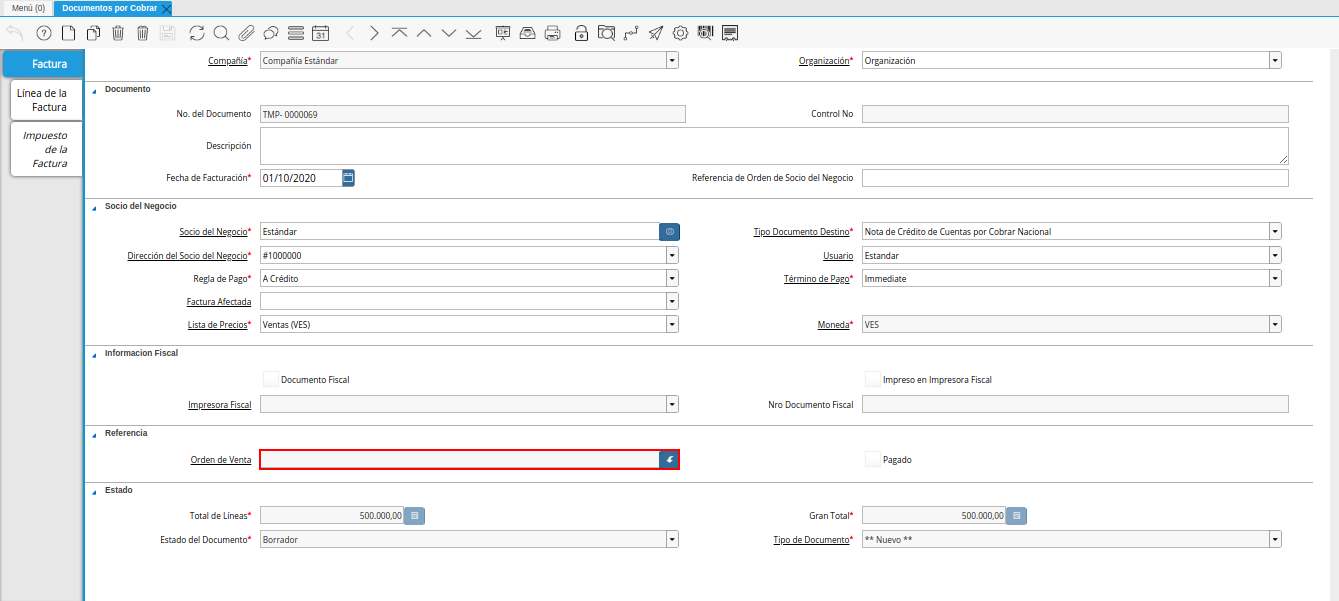 Menú (0) Documentos por Cobrar
31
Factura
Línea de la
Factura
Impuesto
de la
Factura
Compañía* Compañía Estándar Organización* Organización
Documento
No. del Documento TMP- 0000069 Control No
Descripción
Fecha de Facturación* 01/10/2020 Referencia de Orden de Socio del Negocio
Socio del Negocio
Socio del Negocio* Estándar Tipo Documento Destino* Nota de Crédito de Cuentas por Cobrar Nacional
Dirección del Socio del Negocio* #1000000 Usuario Estandar
Regla de Pago* A Crédito Término de Pago* Immediate
Factura Afectada
Lista de Precios* Ventas (VES) Moneda* VES
Informacion Fiscal
Documento Fiscal Impreso en Impresora Fiscal
Impresora Fiscal Nro Documento Fiscal
Referencia
Orden de Venta Pagado
Estado
Total de Líneas* 500.000,00 Gran Total* 500.000,00
Estado del Documento* Borrador Tipo de Documento* ** Nuevo **